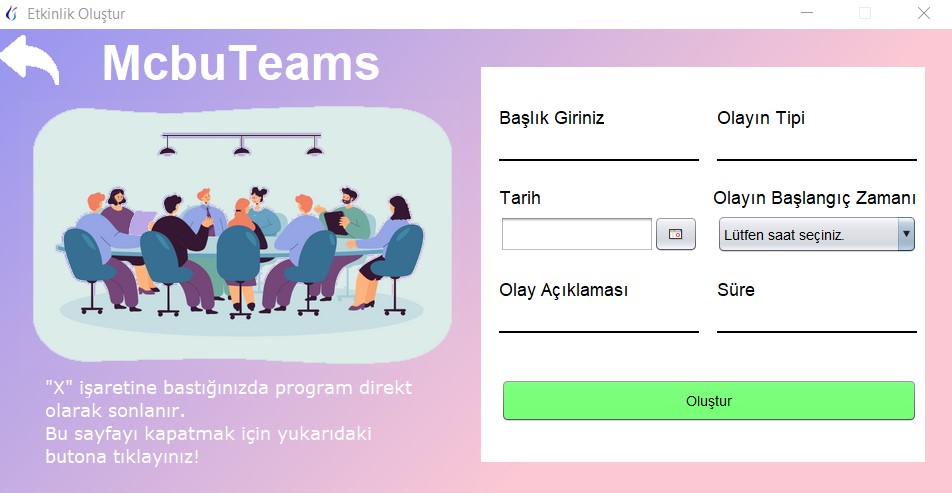 Etkinlik Oluştur
McbuTeams
"X" işaretine bastığınızda program direkt
olarak sonlanır.
Bu sayfayı kapatmak için yukarıdaki
butona tıklayınız!
Başlık Giriniz
Olayın Tipi
Tarih
Olayın Başlangıç Zamanı
Lütfen saat seçiniz.
Olay Açıklaması
Süre
Oluştur